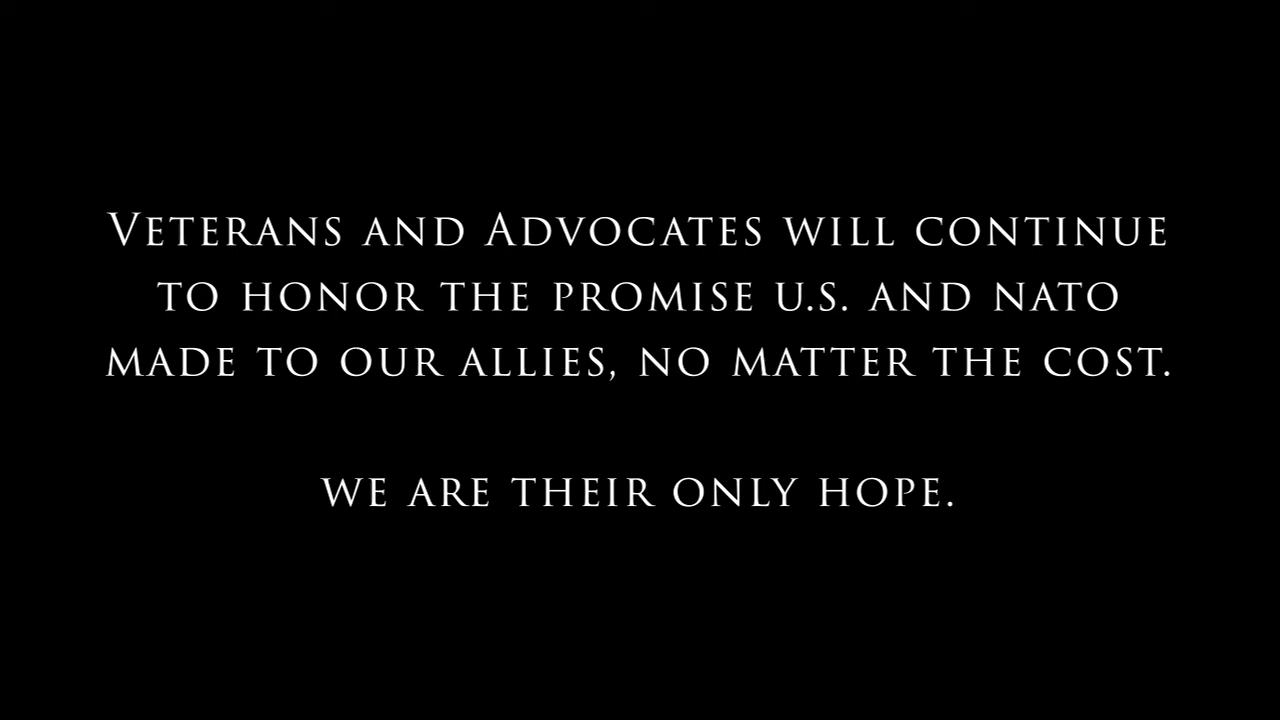 Veterans and Advocates will continue
to honor the promise U.S. and NATO
made to our allies, no matter the cost.
we are their only hope.